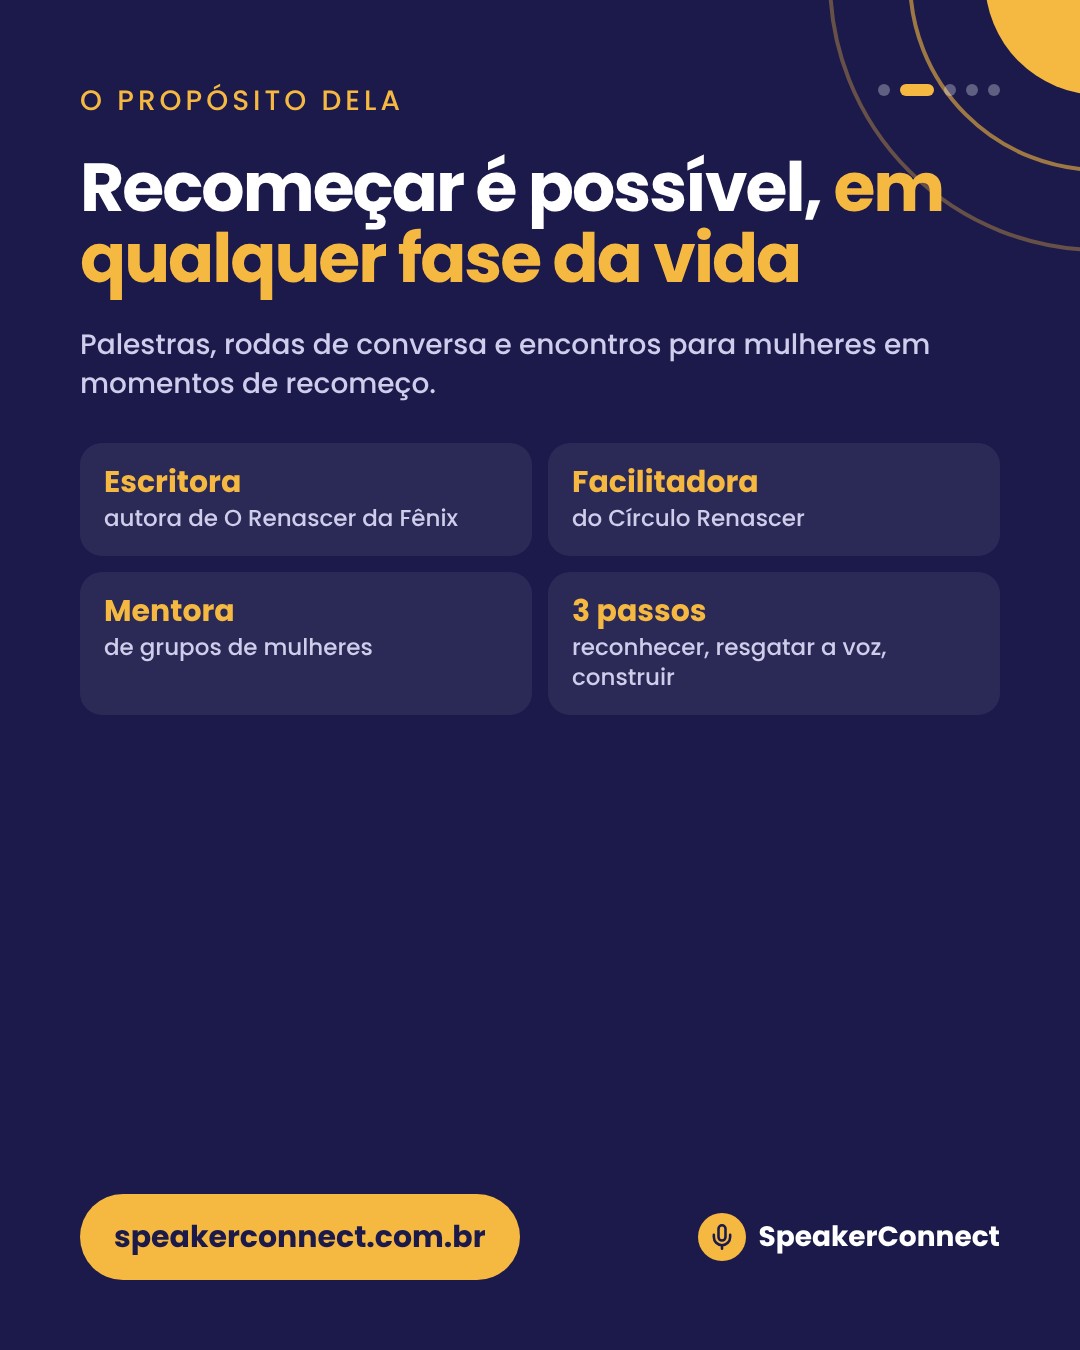 O PROPÓSITO DELA
Recomeçar é possível, em
qualquer fase da vida
Palestras, rodas de conversa e encontros para mulheres em
momentos de recomeço.
Escritora
autora de O Renascer da Fênix
Facilitadora
do Círculo Renascer
Mentora
de grupos de mulheres
3 passos
reconhecer, resgatar a voz,
construir
speakerconnect.com.br
SpeakerConnect